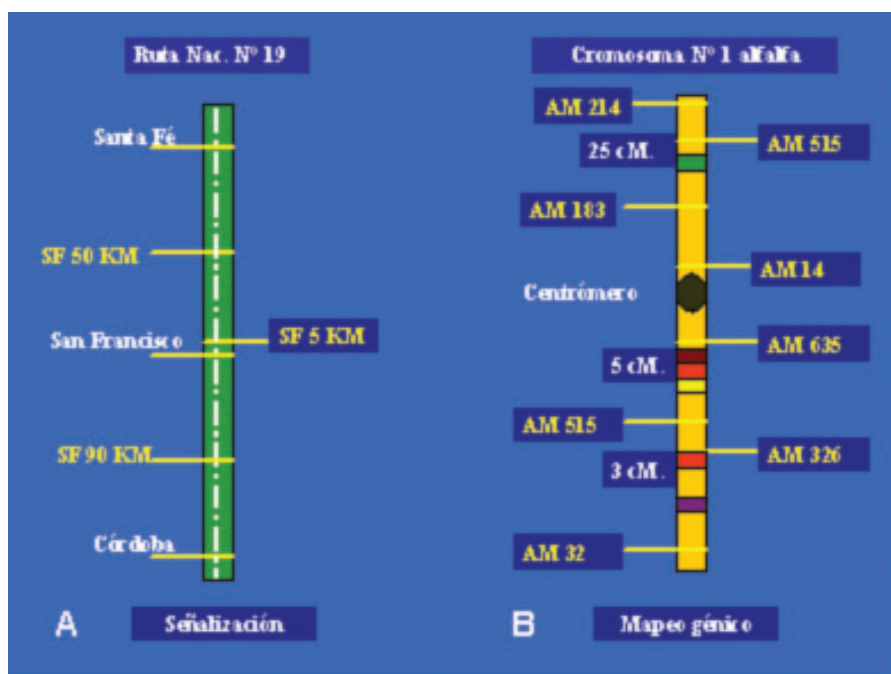 Ruta Nac. Nº 19
Santa Fé
SF 50 KM
San Francisco
SF 5 KM
SF 90 KM
Córdoba
A
Señalización
Cromosoma Nº 1 alfalfa
AM 214
AM 515
25 cM.
AM 183
AM 14
Centrómero
AM 635
5 cM.
AM 515
AM 326
3 cM.
AM 32
B
Mapeo génico